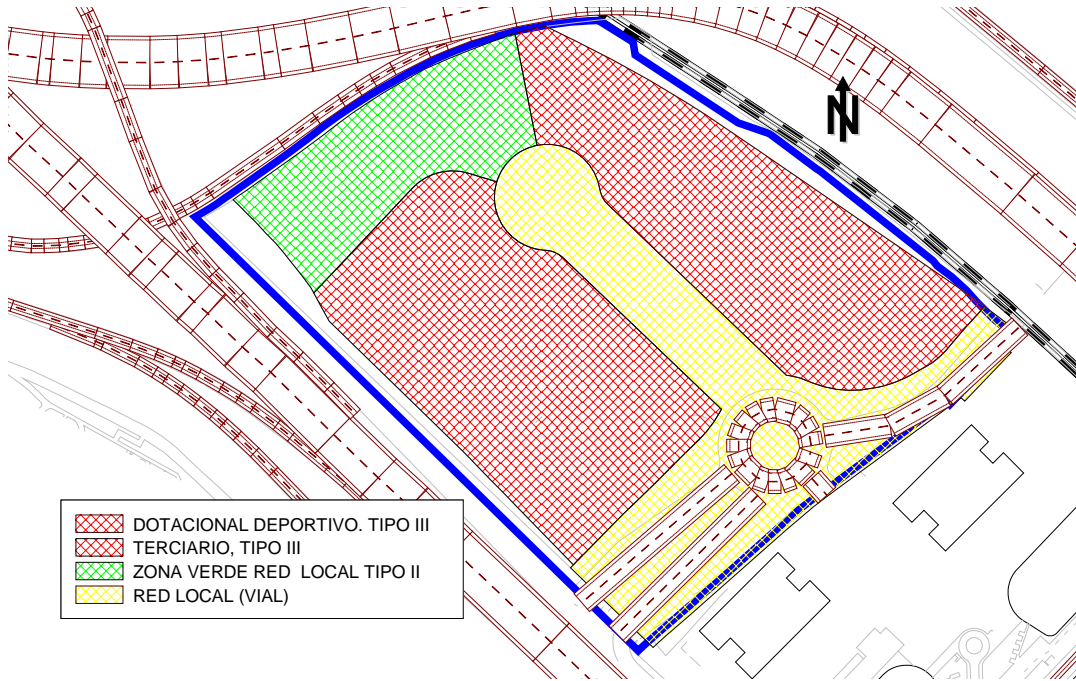 N
DOTACIONAL DEPORTIVO. TIPO III
TERCIARIO, TIPO III
ZONA VERDE RED LOCAL TIPO II
RED LOCAL (VIAL)